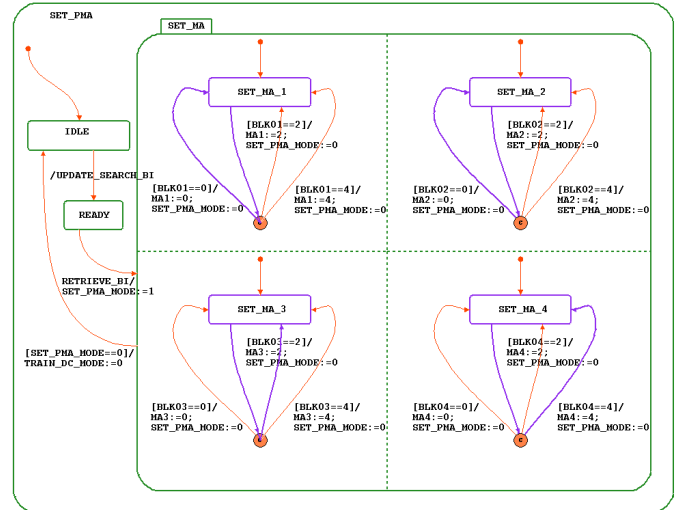 SET_PMA
SET_MA
SET_MA_1
SET_MA_2
[BLK01==2]/
MA1:=2;
SET_PMA_MODE:=0
[BLK02==2]/
MA2:=2;
SET_PMA_MODE:=0
IDLE
/UPDATE_SEARCH_BI
[BLK01==0]/
MA1:=0;
SET_PMA_MODE:=0
[BLK01==4]/
MA1:=4;
SET_PMA_MODE:=0
[BLK02==0]/
MA2:=0;
SET_PMA_MODE:=0
[BLK02==4]/
MA2:=4;
SET_PMA_MODE:=0
READY
C
C
RETRIEVE_BI/
SET_PMA_MODE:=1
SET_MA_3
SET_MA_4
[BLK03==2]/
MA3:=2;
SET_PMA_MODE:=0
[BLK04==2]/
MA4:=2;
SET_PMA_MODE:=0
[SET_PMA_MODE==0]/
TRAIN_DC_MODE:=0
[BLK03==0]/
MA3:=0;
SET_PMA_MODE:=0
[BLK03==4]/
MA3:=4;
SET_PMA_MODE:=0
[BLK04==0]/
MA4:=0;
SET_PMA_MODE:=0
[BLK04==4]/
MA4:=4;
SET_PMA_MODE:=0
C
C